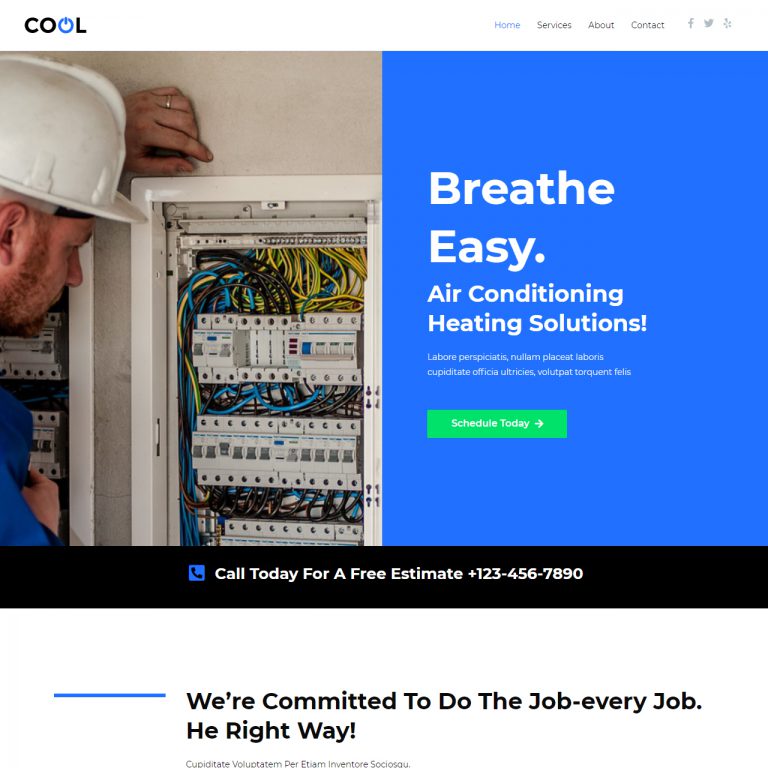 COOL
Home Services About Contact
Breathe
Easy.
Air Conditioning
Heating Solutions!
Labore perspiciatis, nullam placeat laboris
cupiditate officia ultricies, volutpat torquent felis
Schedule Today
Call Today For A Free Estimate +123-456-7890
We’re Committed To Do The Job-every Job.
He Right Way!
Cupiditate Voluptatem Per Etiam Inventore Sociosqu.